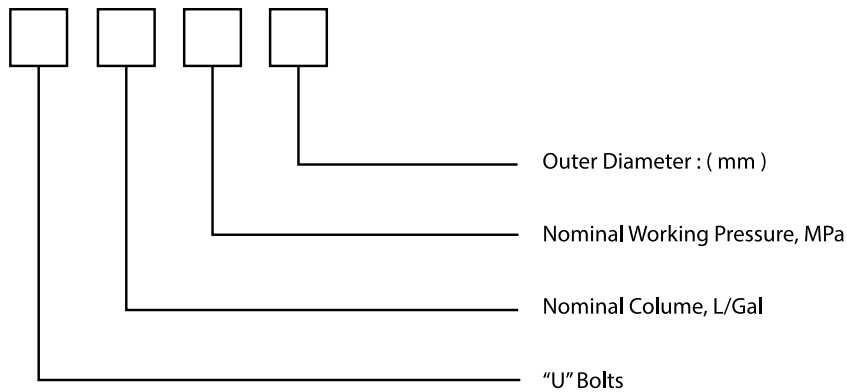 Outer Diameter : ( mm )
Nominal Working Pressure, MPa
Nominal Colume, L/Gal
“U” Bolts